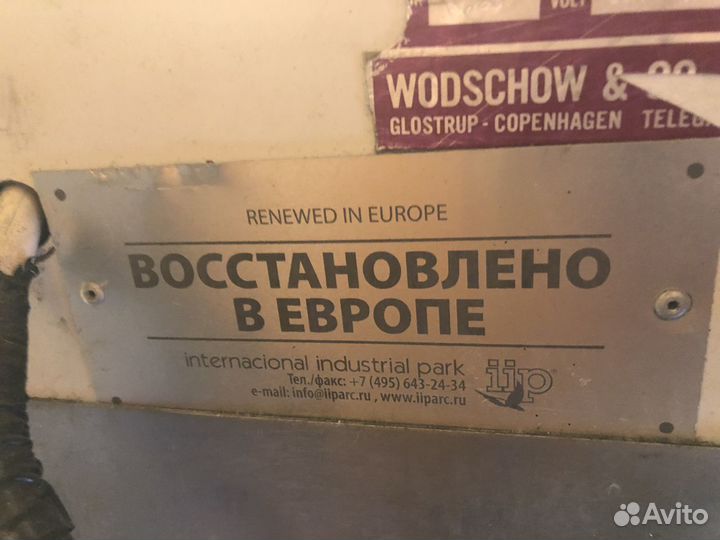 VOLT
WODSCHOW &
GLOSTRUP - COPENHAGEN
RENEWED IN EUROPE
ВОССТАНОВЛЕНО
В ЕВРОПЕ
internacional industrial park iip
Тел./факс: +7 (495) 643-24-34
e-mail: info@iiparc.ru , www.iiparc.ru
Avito